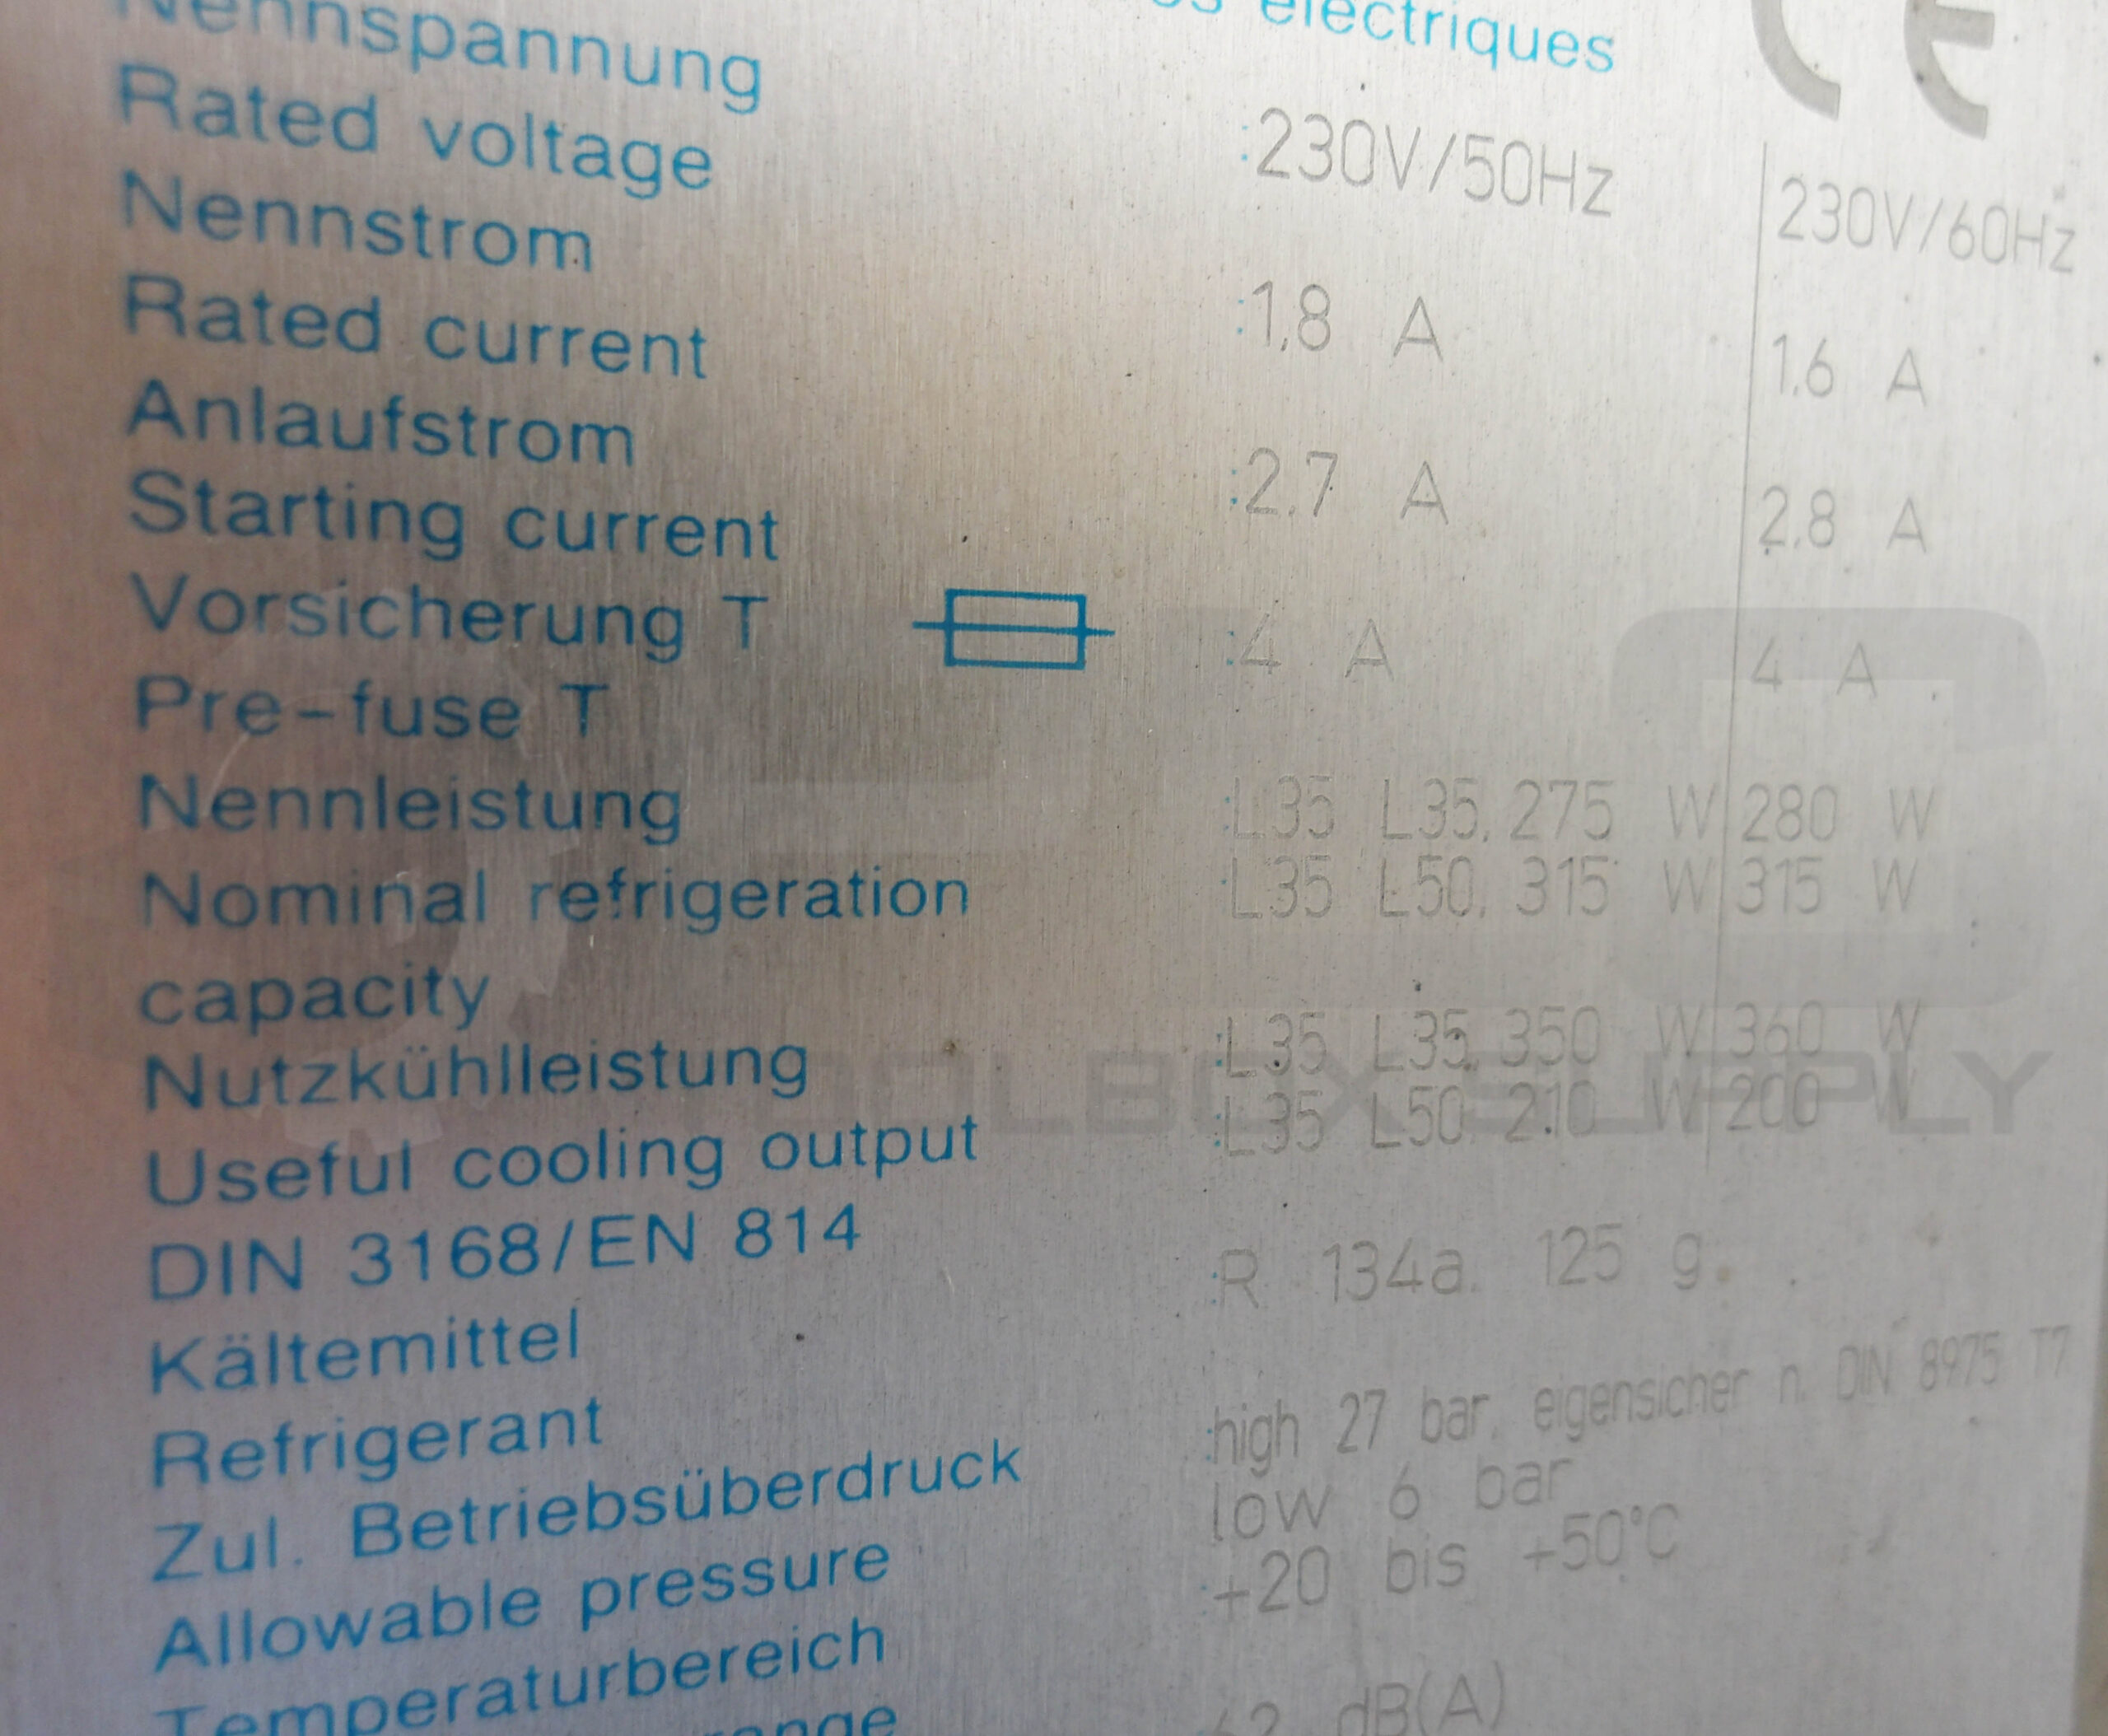 Nennspannung
électriques
CE
Rated voltage :230V/50Hz 230V/60Hz
Nennstrom
Rated current :1,8 A 1.6 A
Anlaufstrom
Starting current :2.7 A 2.8 A
Vorsicherung T :4 A 4 A
Pre-fuse T
Nennleistung :L35 L35, 275 W 280 W
Nominal refrigeration :L35 L50, 315 W 315 W
capacity
Nutzkühlleistung :L35 L35, 350 W 360 W
Useful cooling output :L35 L50 210 W 200 W
DIN 3168/EN 814
Kältemittel :R 134a. 125 g.
Refrigerant
Zul. Betriebsüberdruck :high 27 bar, eigensicher n. DIN 8975 T7
Allowable pressure low 6 bar
Temperaturbereich :+20 bis +50°C
dB(A)